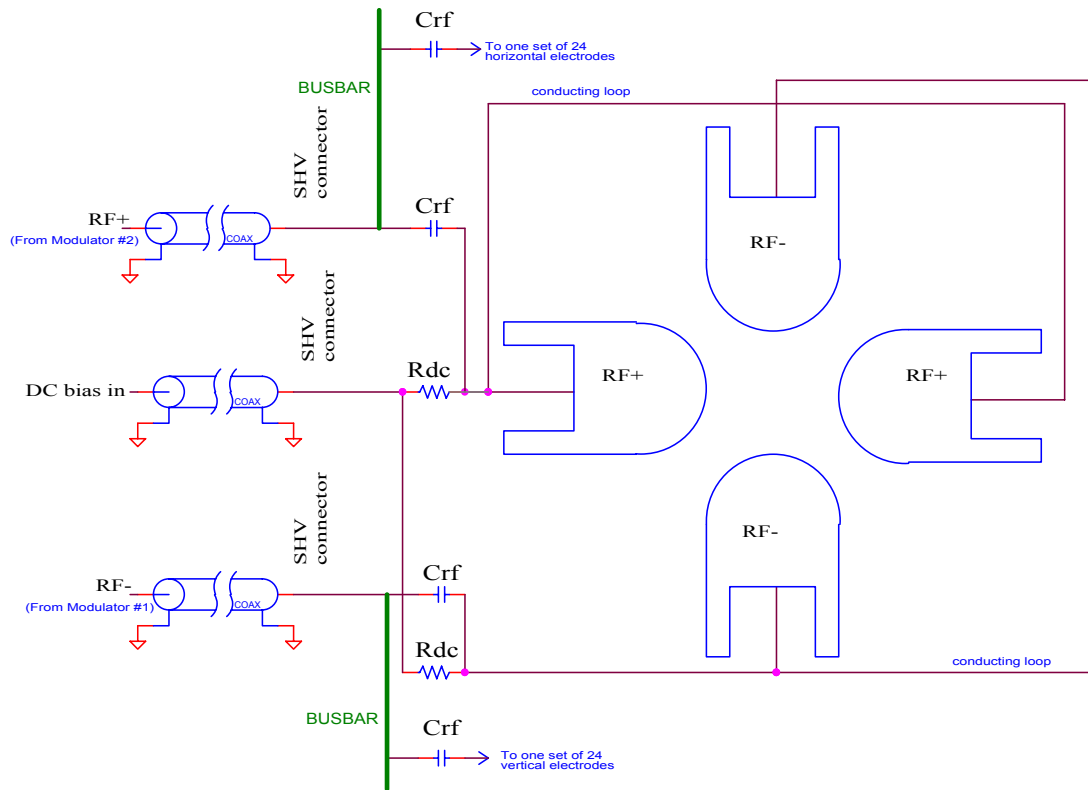 Crf
To one set of 24
horizontal electrodes
BUSBAR
conducting loop
SHV
connector
Crf
RF+
(From Modulator #2)
COAX
RF-
SHV
connector
Rdc
RF+
RF+
DC bias in
COAX
SHV
connector
RF-
Crf
RF-
(From Modulator #1)
COAX
Rdc
conducting loop
BUSBAR
Crf
To one set of 24
vertical electrodes